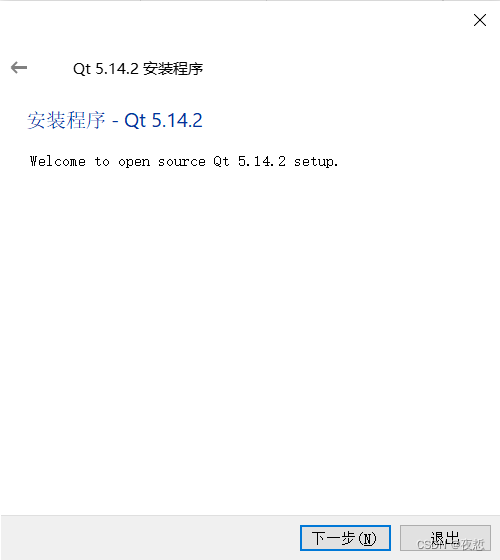 Qt 5.14.2 安装程序
安装程序 - Qt 5.14.2
Welcome to open source Qt 5.14.2 setup.
下一步(N)
退出
CSDN @夜悊